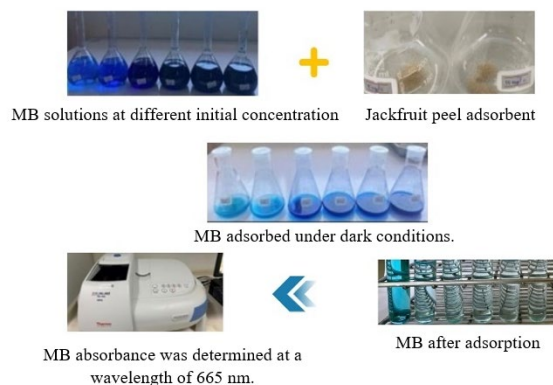 MB solutions at different initial concentration
Jackfruit peel adsorbent
MB adsorbed under dark conditions.
MB after adsorption
MB absorbance was determined at a
wavelength of 665 nm.